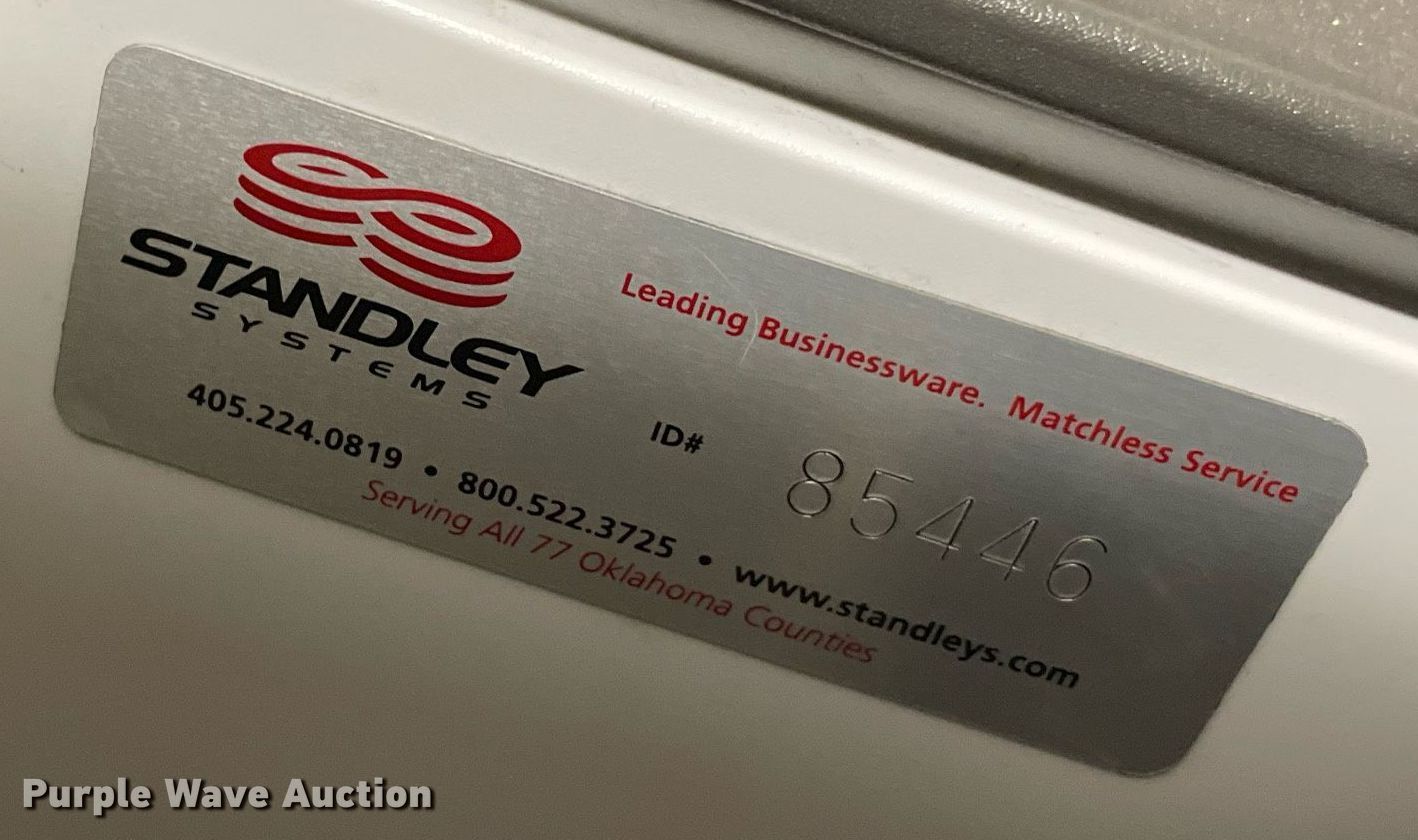 STANDLEY
SYSTEMS
Leading Businessware. Matchless Service
ID# 85446
405.224.0819 • 800.522.3725 • www.standleys.com
Serving All 77 Oklahoma Counties
Purple Wave Auction